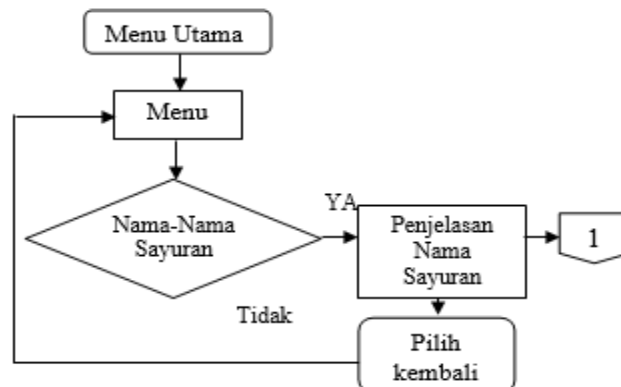 Menu Utama
Menu
Nama-Nama
Sayuran
YA
Penjelasan
Nama
Sayuran
1
Tidak
Pilih
kembali